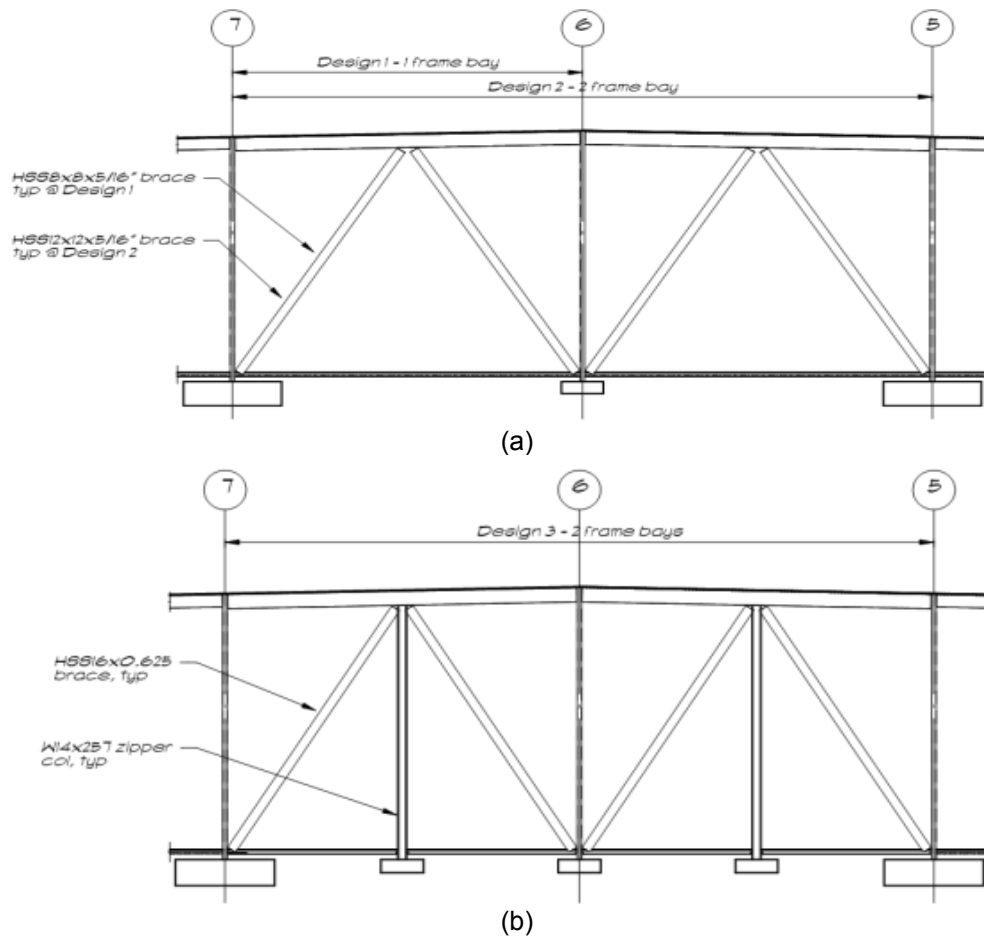 7 6 5
Design 1 - 1 frame bay
Design 2 - 2 frame bay
HSS8x8x5/16" brace
typ @ Design 1
HSS12x12x5/16" brace
typ @ Design 2
(a)
7 6 5
Design 3 - 2 frame bays
HSS16x0.625
brace, typ
W14x257 zipper
col, typ
(b)